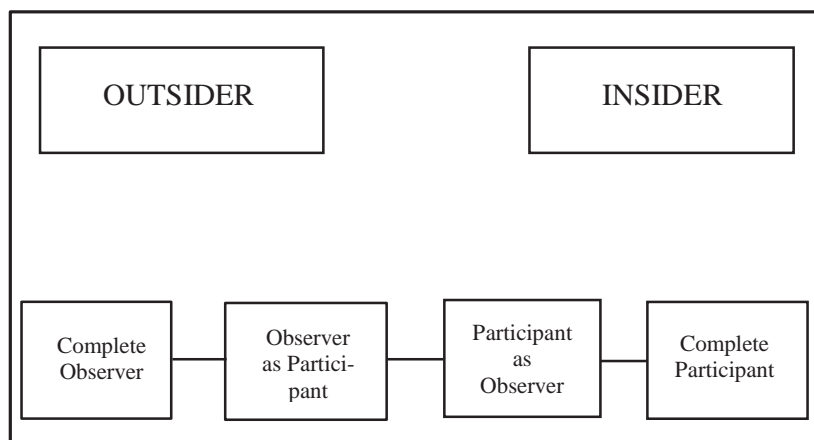 OUTSIDER
INSIDER
Complete
Observer
Observer
as Partici-
pant
Participant
as
Observer
Complete
Participant